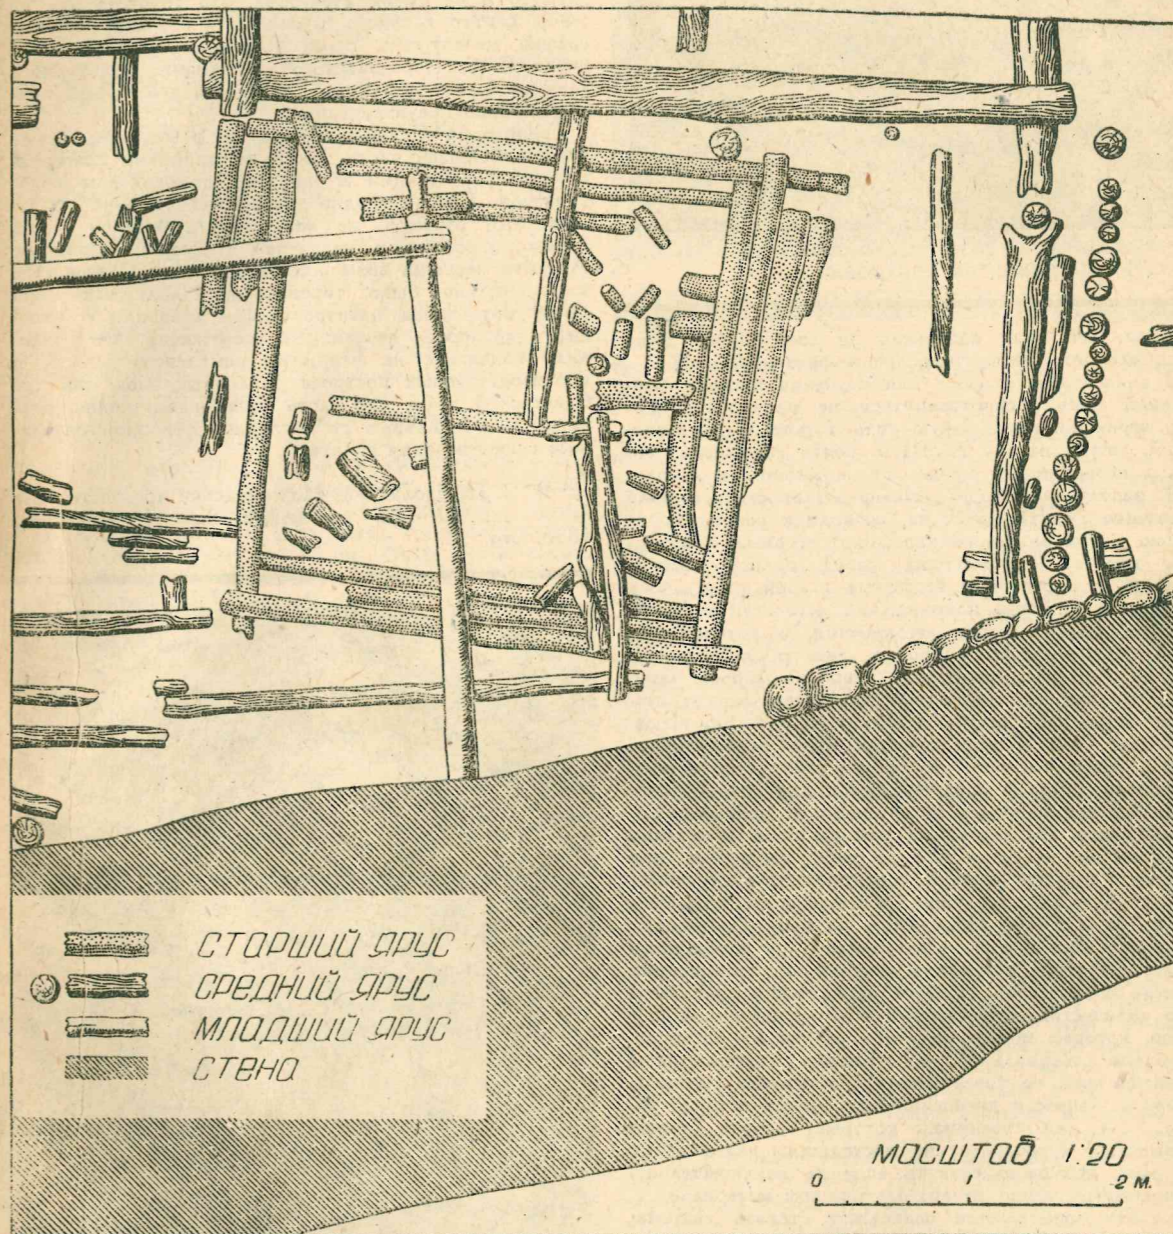 СТАРШИЙ ЯРУС
СРЕДНИЙ ЯРУС
МЛАДШИЙ ЯРУС
СТЕНА
МАСШТАБ 1:20
0 1 2 М.